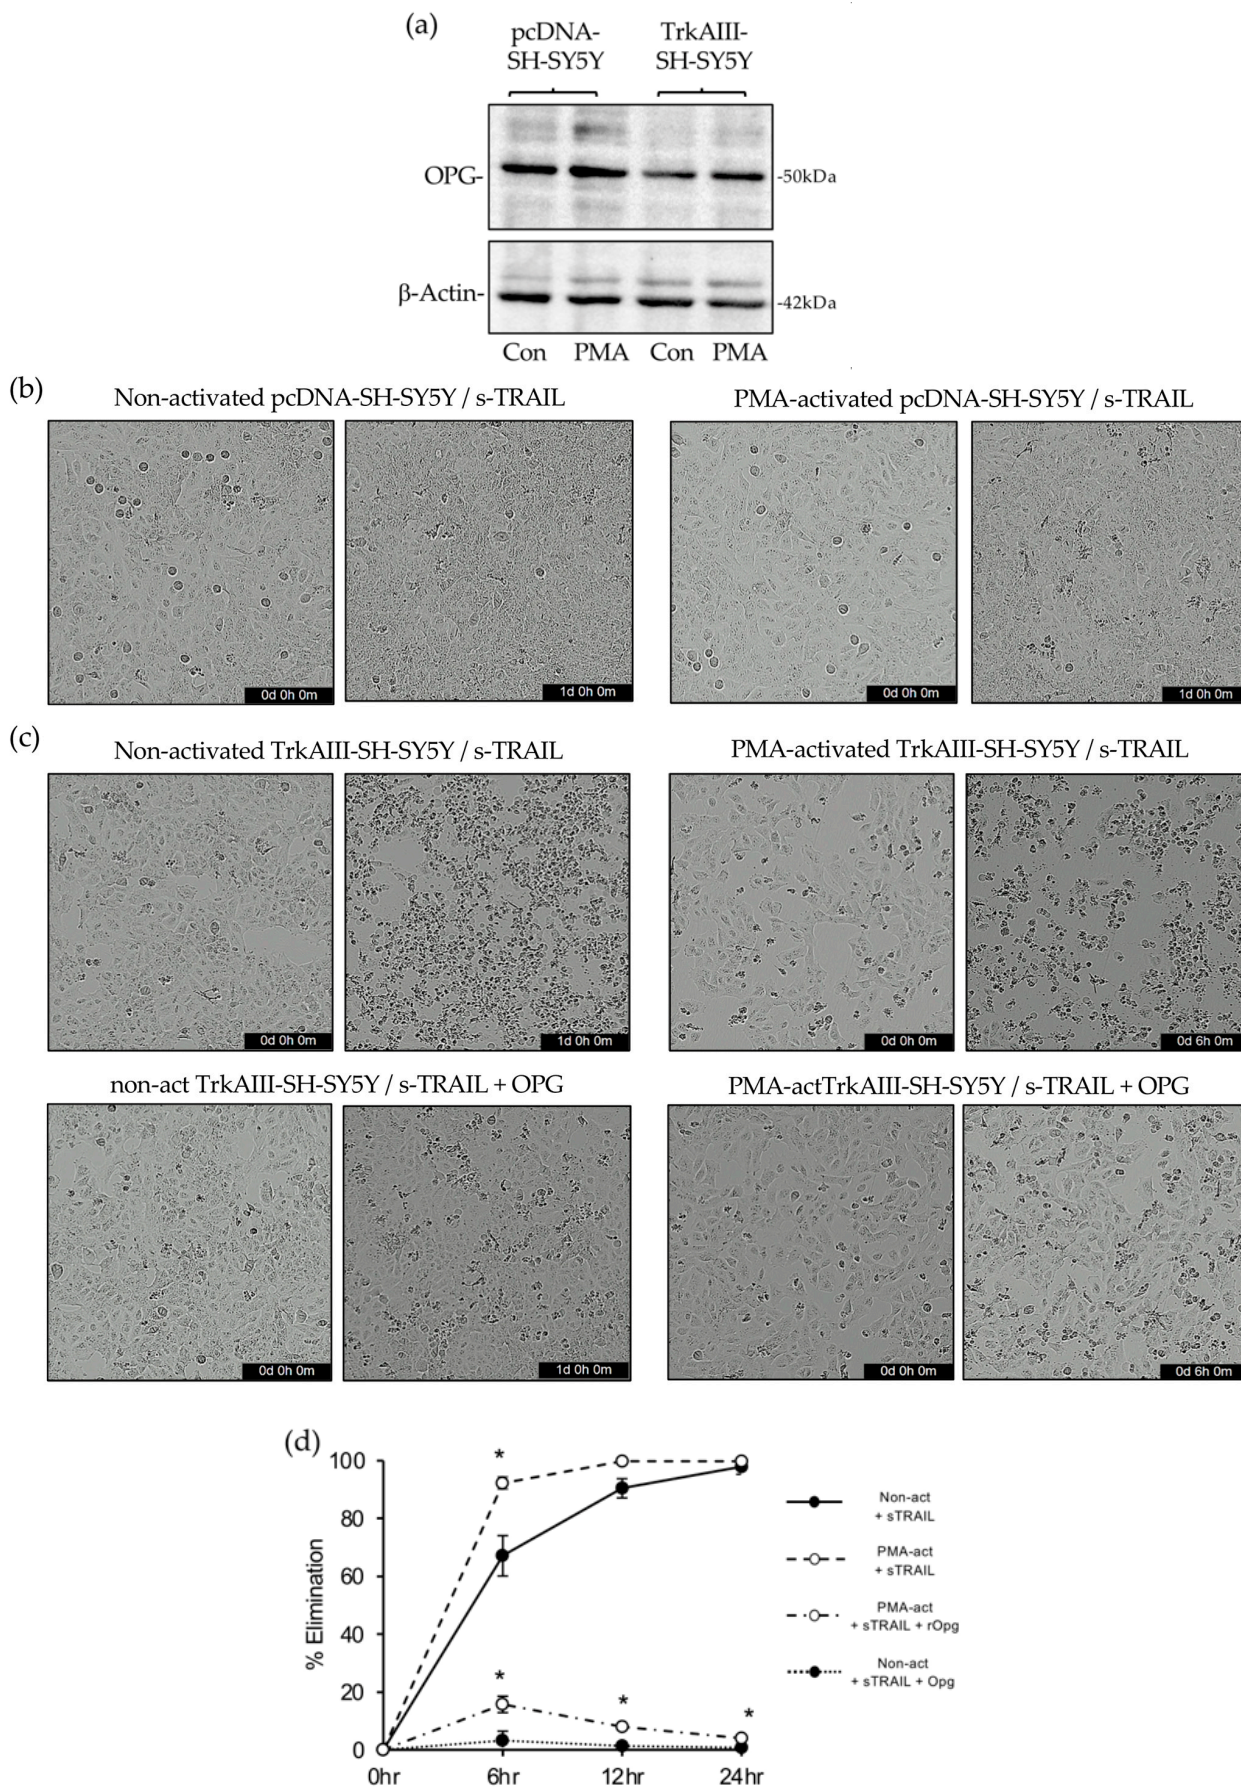 (a)
pcDNA-
SH-SY5Y
TrkAIII-
SH-SY5Y
OPG-
-50kDa
β-Actin-
-42kDa
Con PMA Con PMA
(b)
Non-activated pcDNA-SH-SY5Y / s-TRAIL
PMA-activated pcDNA-SH-SY5Y / s-TRAIL
0d 0h 0m
1d 0h 0m
0d 0h 0m
1d 0h 0m
(c)
Non-activated TrkAIII-SH-SY5Y / s-TRAIL
PMA-activated TrkAIII-SH-SY5Y / s-TRAIL
0d 0h 0m
1d 0h 0m
0d 0h 0m
0d 6h 0m
non-act TrkAIII-SH-SY5Y / s-TRAIL + OPG
PMA-actTrkAIII-SH-SY5Y / s-TRAIL + OPG
0d 0h 0m
1d 0h 0m
0d 0h 0m
0d 6h 0m
(d)
% Elimination
100
80
60
40
20
0
0hr 6hr 12hr 24hr
*
*
*
*
Non-act
+ sTRAIL
PMA-act
+ sTRAIL
PMA-act
+ sTRAIL + rOpg
Non-act
+ sTRAIL + Opg